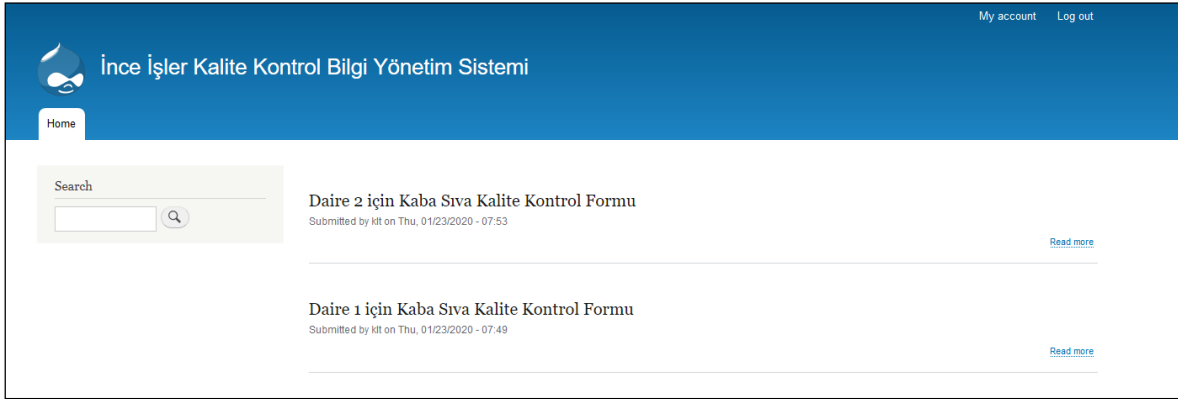 My account Log out
İnce İşler Kalite Kontrol Bilgi Yönetim Sistemi
Home
Search
Daire 2 için Kaba Sıva Kalite Kontrol Formu
Submitted by klt on Thu, 01/23/2020 - 07:53
Read more
Daire 1 için Kaba Sıva Kalite Kontrol Formu
Submitted by klt on Thu, 01/23/2020 - 07:49
Read more